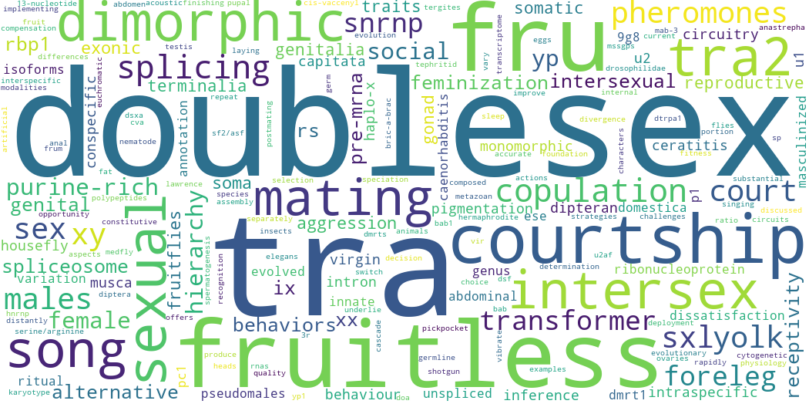 13-nucleotide abdomen acoustic finishing pupal cis-vaccenyl tergites mab-3 anastrepha
implementing dimorphic traits fru somatic pheromones
fruit testis laying evolution eggs current drosophilidae
compensation rbp1 exonic snrnp vary 9g8 u2 circuitry
differences genitalia tephritid transcriptome mssgps tra2 u1
isoforms splicing capitata social yp
interspecific euchromatic repeat germ feminization intersexual reproductive
modalities terminalia haplo-x improve internal
doublesex
artificial conspecific annotation pre-mrna gonad caenorhabditis masculinized
anal dsxa cva sf2/asf rs postmating bric-a-brac sleep divergence dtrpa1 flies
frum nematode monomorphic ceratitis portion sp
accurate foundation fitness characters
fat soma actions substantial
purine-rich polypeptides lawrence selection speciation copulation court
genital species mating composed metazoan p1
opportunity constitutive assembly separately pigmentation ese dipteran domestica singing
sex xy sexual fruitflies hierarchy aggression bab1 hermaphrodite strategies challenges ratio circuits
housefly insects dmrts animals vir discussed
aspects medfly spermatogenesis recognition tra virgin elegans switch decision courtship u2af
spliceosome evolved intron genus choice dsf determination ribonucleoprotein
variation musca ix innate abdominal bab intersex dissatisfaction
hnrnp diptera males underlie cascade deployment receptivity
distantly offers xx transformer sxlyolk
serine/arginine female behaviors pickpocket vibrate evolutionary cytogenetic
song fruitless 3r germline ovaries rapidly physiology
produce rnas shotgun examples foreleg
ritual pc1 heads quality
karyotype alternative pseudomales yp1 behaviour doa unspliced inference dmrt1 intraspecific